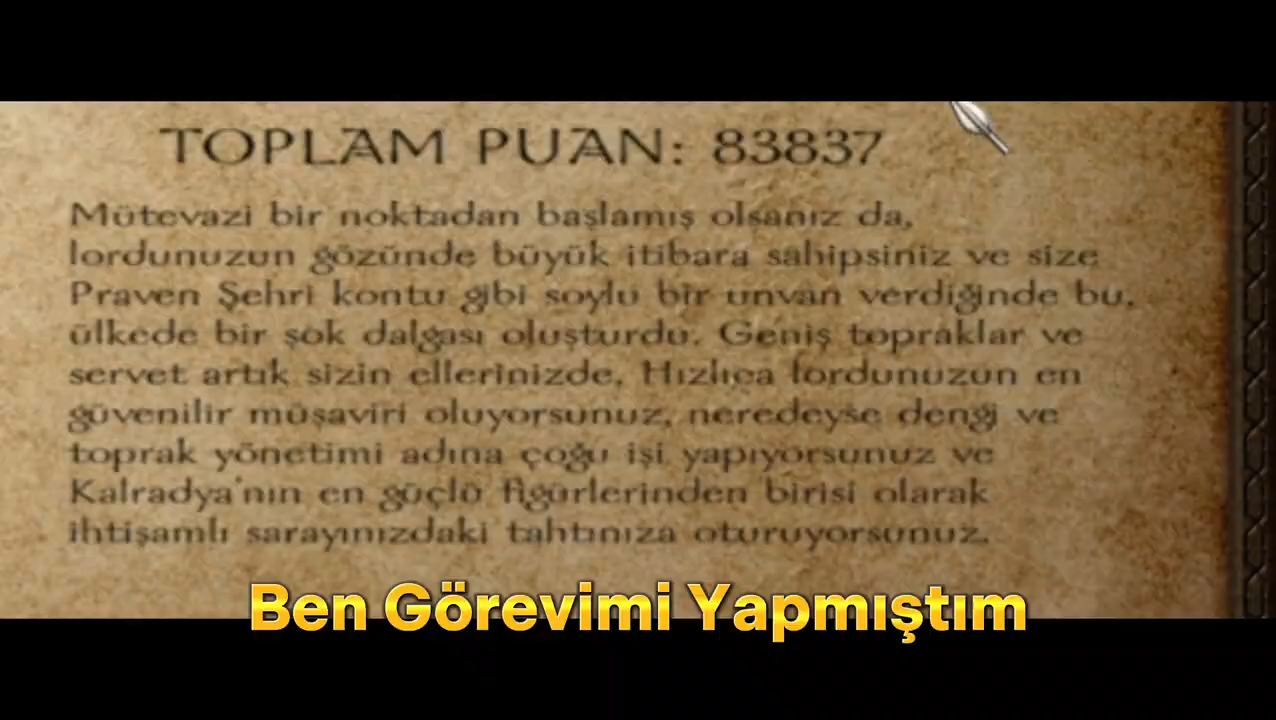 TOPLAM PUAN: 83837
Mütevazi bir noktadan başlamış olsanız da,
lordunuzun gözünde büyük itibara sahipsiniz ve size
Praven Şehri kontu gibi soylu bir unvan verdiğinde bu,
ülkede bir şok dalgası oluşturdu. Geniş topraklar ve
servet artık sizin ellerinizde. Hızlıca lordunuzun en
güvenilir müşaviri oluyorsunuz, neredeyse dengi ve
toprak yönetimi adına çoğu işi yapıyorsunuz ve
Kalradya'nın en güçlü figürlerinden birisi olarak
ihtişamlı sarayınızdaki tahtınıza oturuyorsunuz.
Ben Görevimi Yapmıştım